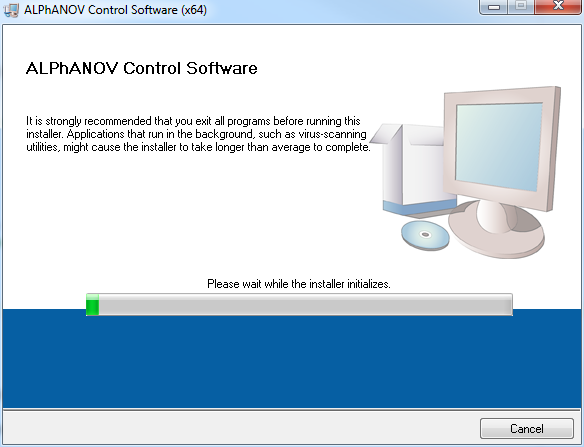 ALPhANOV Control Software (x64)
ALPhANOV Control Software
It is strongly recommended that you exit all programs before running this
installer. Applications that run in the background, such as virus-scanning
utilities, might cause the installer to take longer than average to complete.
Please wait while the installer initializes.
Cancel